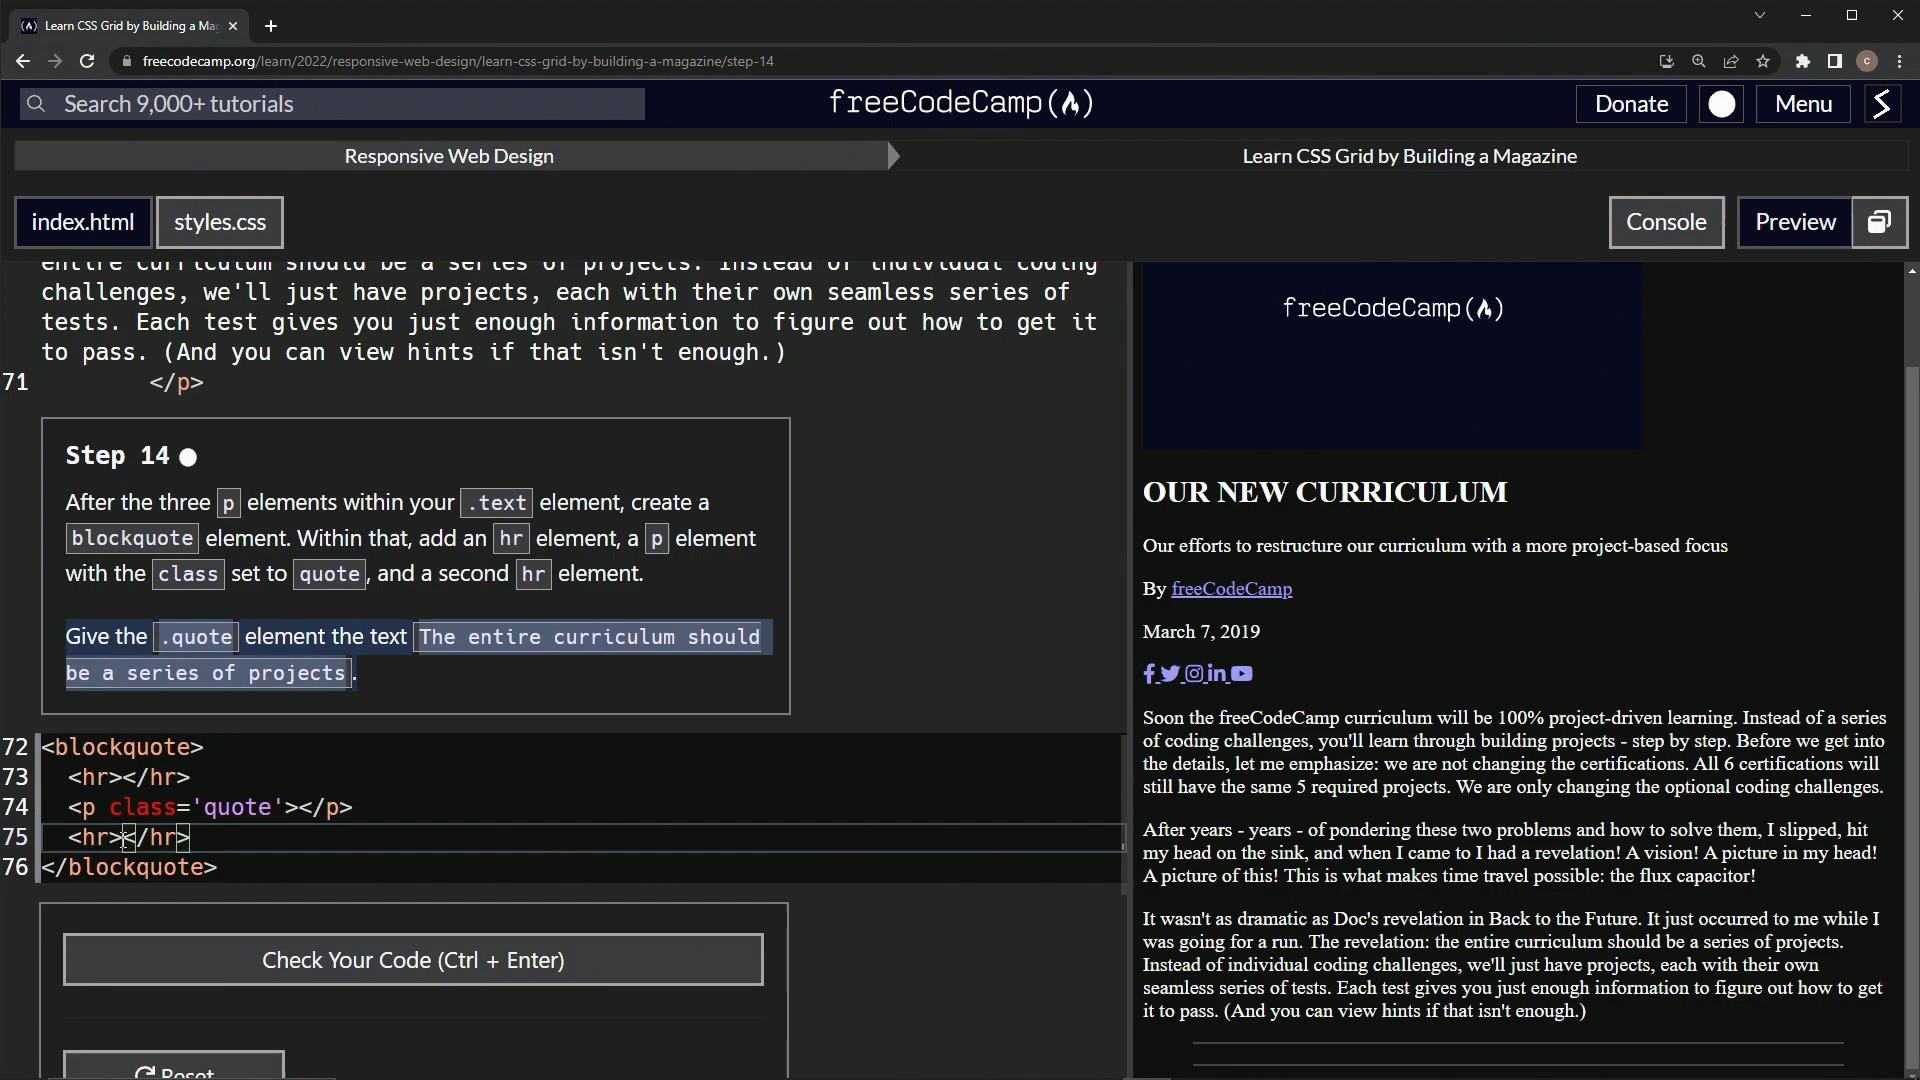 Learn CSS Grid by Building a Ma
freecodecamp.org/learn/2022/responsive-web-design/learn-css-grid-by-building-a-magazine/step-14
C
Search 9,000+ tutorials
freeCodeCamp
Donate
Menu
Responsive Web Design
Learn CSS Grid by Building a Magazine
index.html
styles.css
Console
Preview
entire curriculum should be a series of projects. Instead of individual coding
challenges, we'll just have projects, each with their own seamless series of
tests. Each test gives you just enough information to figure out how to get it
to pass. (And you can view hints if that isn't enough.)
71 </p>
Step 14
After the three p elements within your .text element, create a
blockquote element. Within that, add an hr element, a p element
with the class set to quote, and a second hr element.
Give the .quote element the text The entire curriculum should
be a series of projects.
72 <blockquote>
73 <hr></hr>
74 <p class='quote'></p>
75 <hr></hr>
76 </blockquote>
Check Your Code (Ctrl + Enter)
Reset
freeCodeCamp
OUR NEW CURRICULUM
Our efforts to restructure our curriculum with a more project-based focus
By freeCodeCamp
March 7, 2019
Soon the freeCodeCamp curriculum will be 100% project-driven learning. Instead of a series
of coding challenges, you'll learn through building projects - step by step. Before we get into
the details, let me emphasize: we are not changing the certifications. All 6 certifications will
still have the same 5 required projects. We are only changing the optional coding challenges.
After years - years - of pondering these two problems and how to solve them, I slipped, hit
my head on the sink, and when I came to I had a revelation! A vision! A picture in my head!
A picture of this! This is what makes time travel possible: the flux capacitor!
It wasn't as dramatic as Doc's revelation in Back to the Future. It just occurred to me while I
was going for a run. The revelation: the entire curriculum should be a series of projects.
Instead of individual coding challenges, we'll just have projects, each with their own
seamless series of tests. Each test gives you just enough information to figure out how to get
it to pass. (And you can view hints if that isn't enough.)